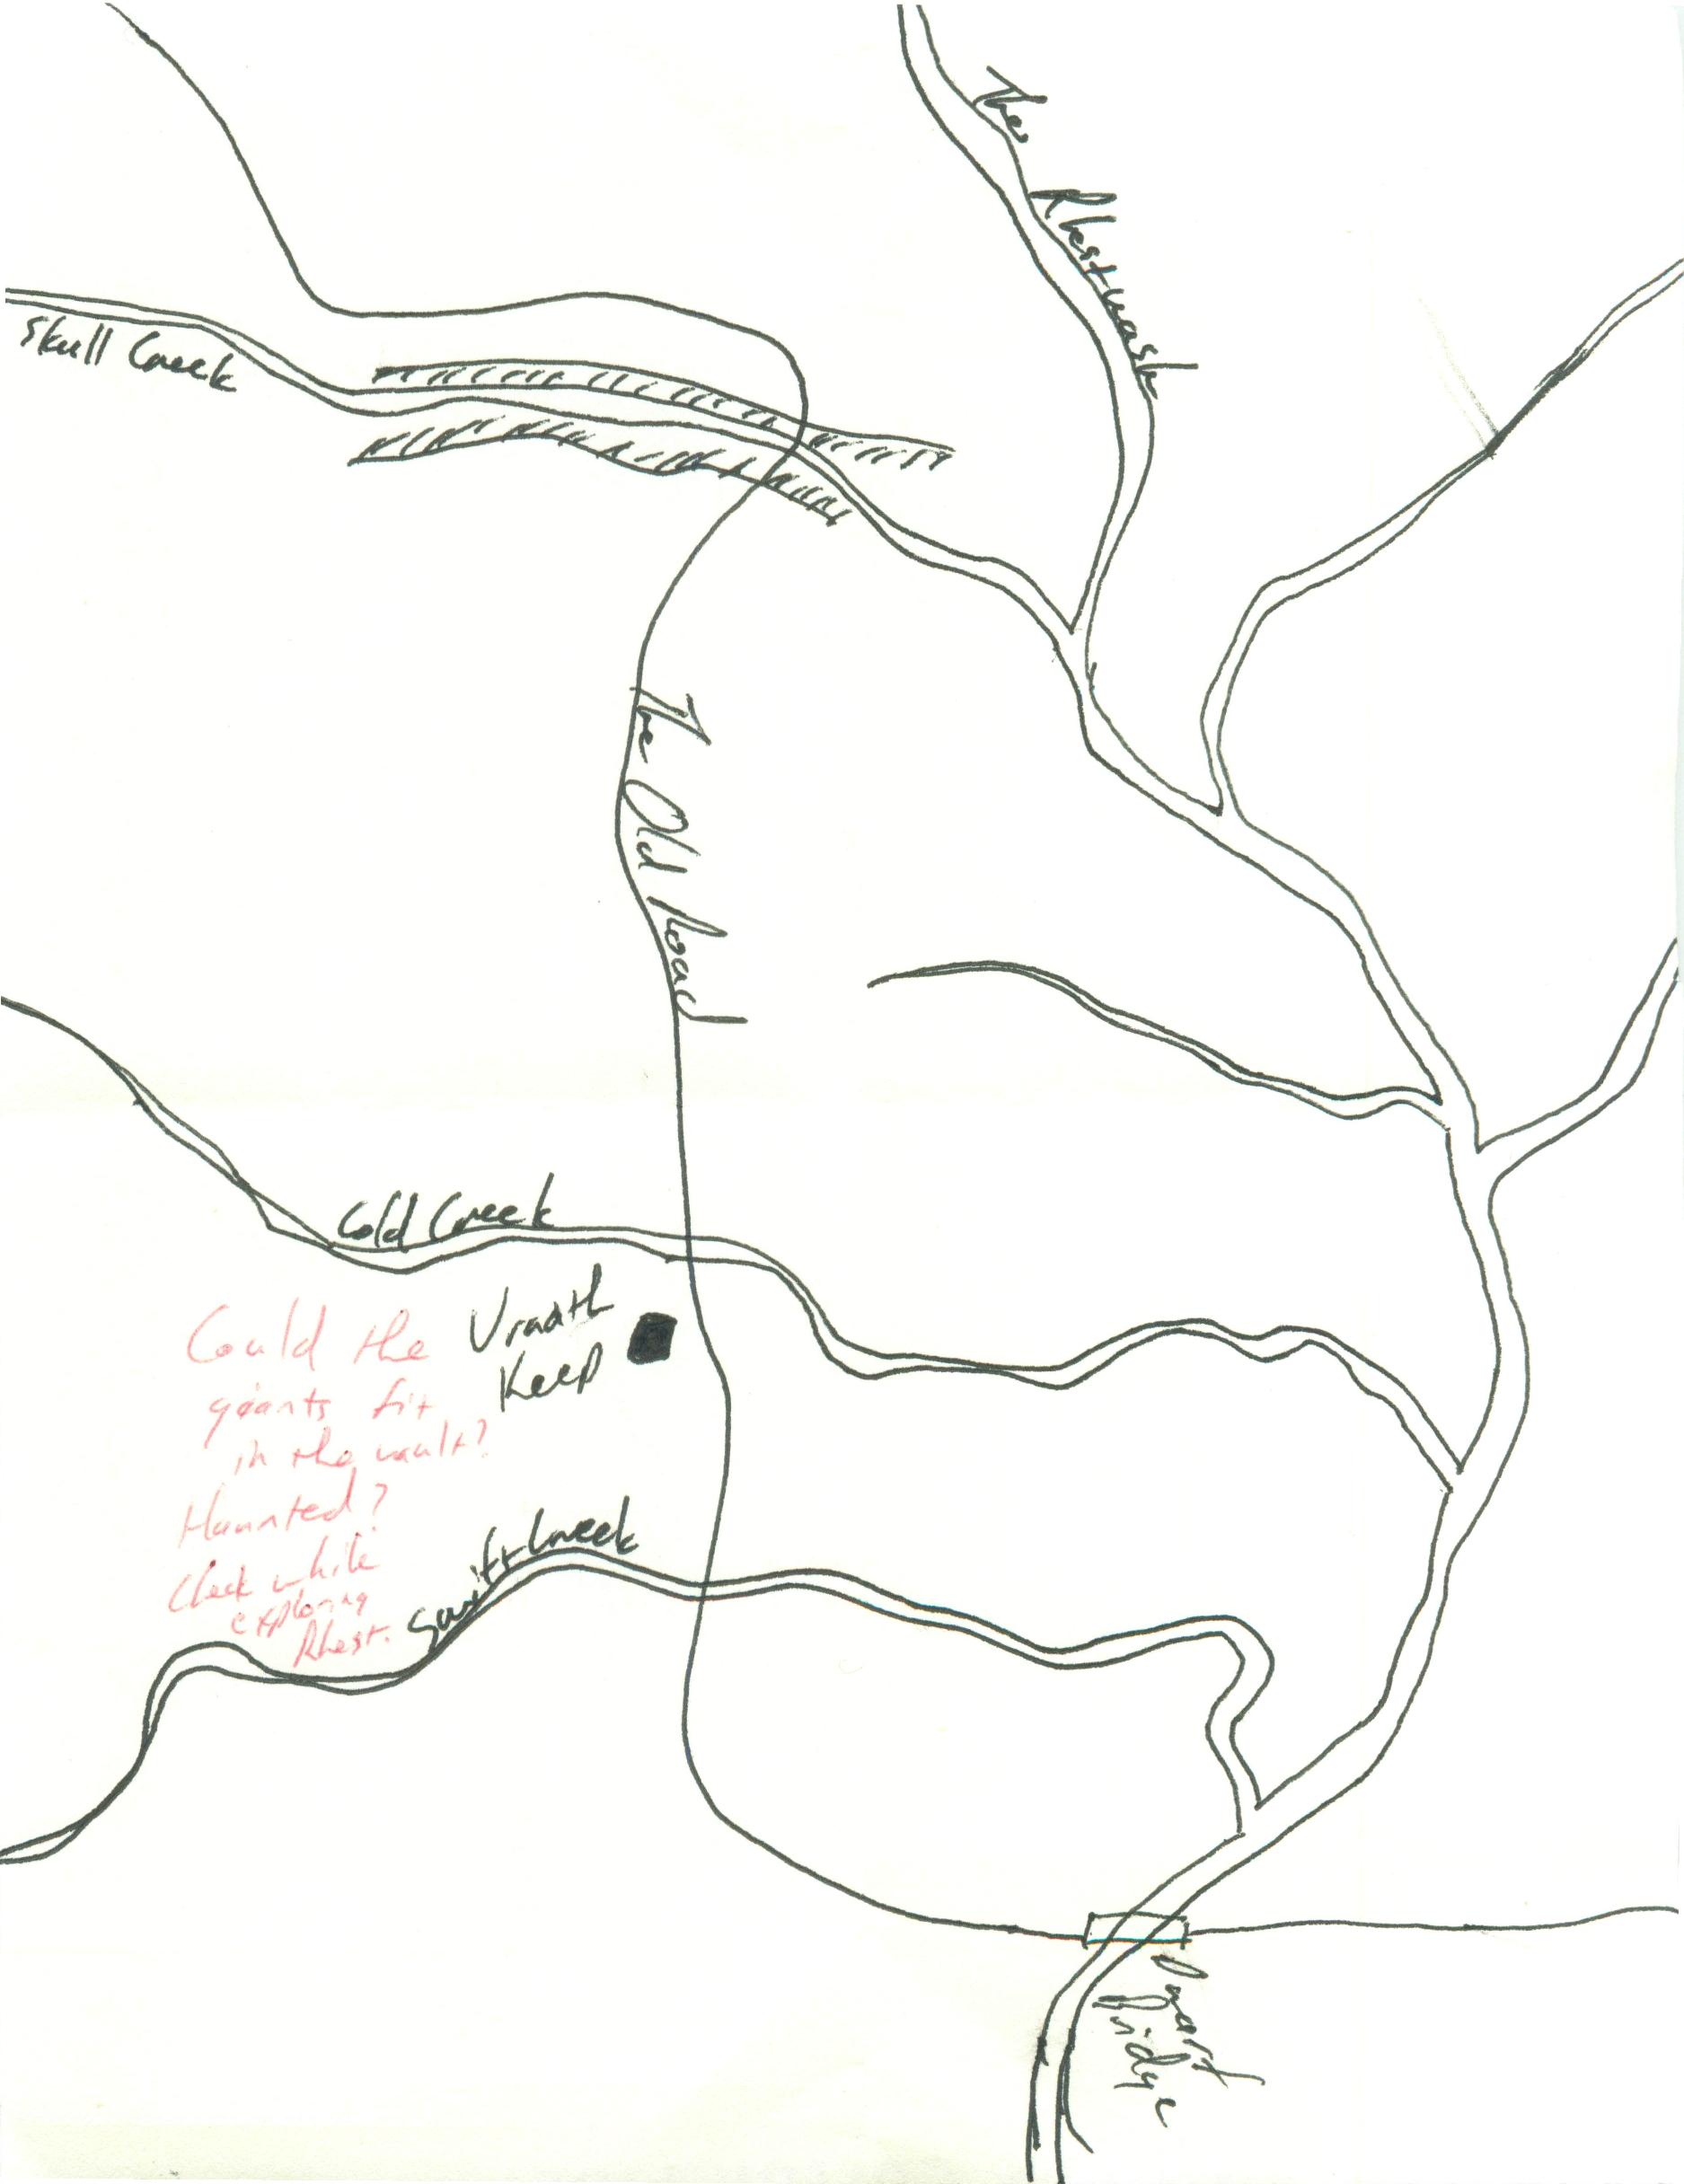 The
Rhestwash
Skull Creek
The Old Road
Cold Creek
Vraath
Keep
Could the
giants fit
in the vault?
Haunted?
Check while
exploring
Rhest.
Swift Creek
Bridge